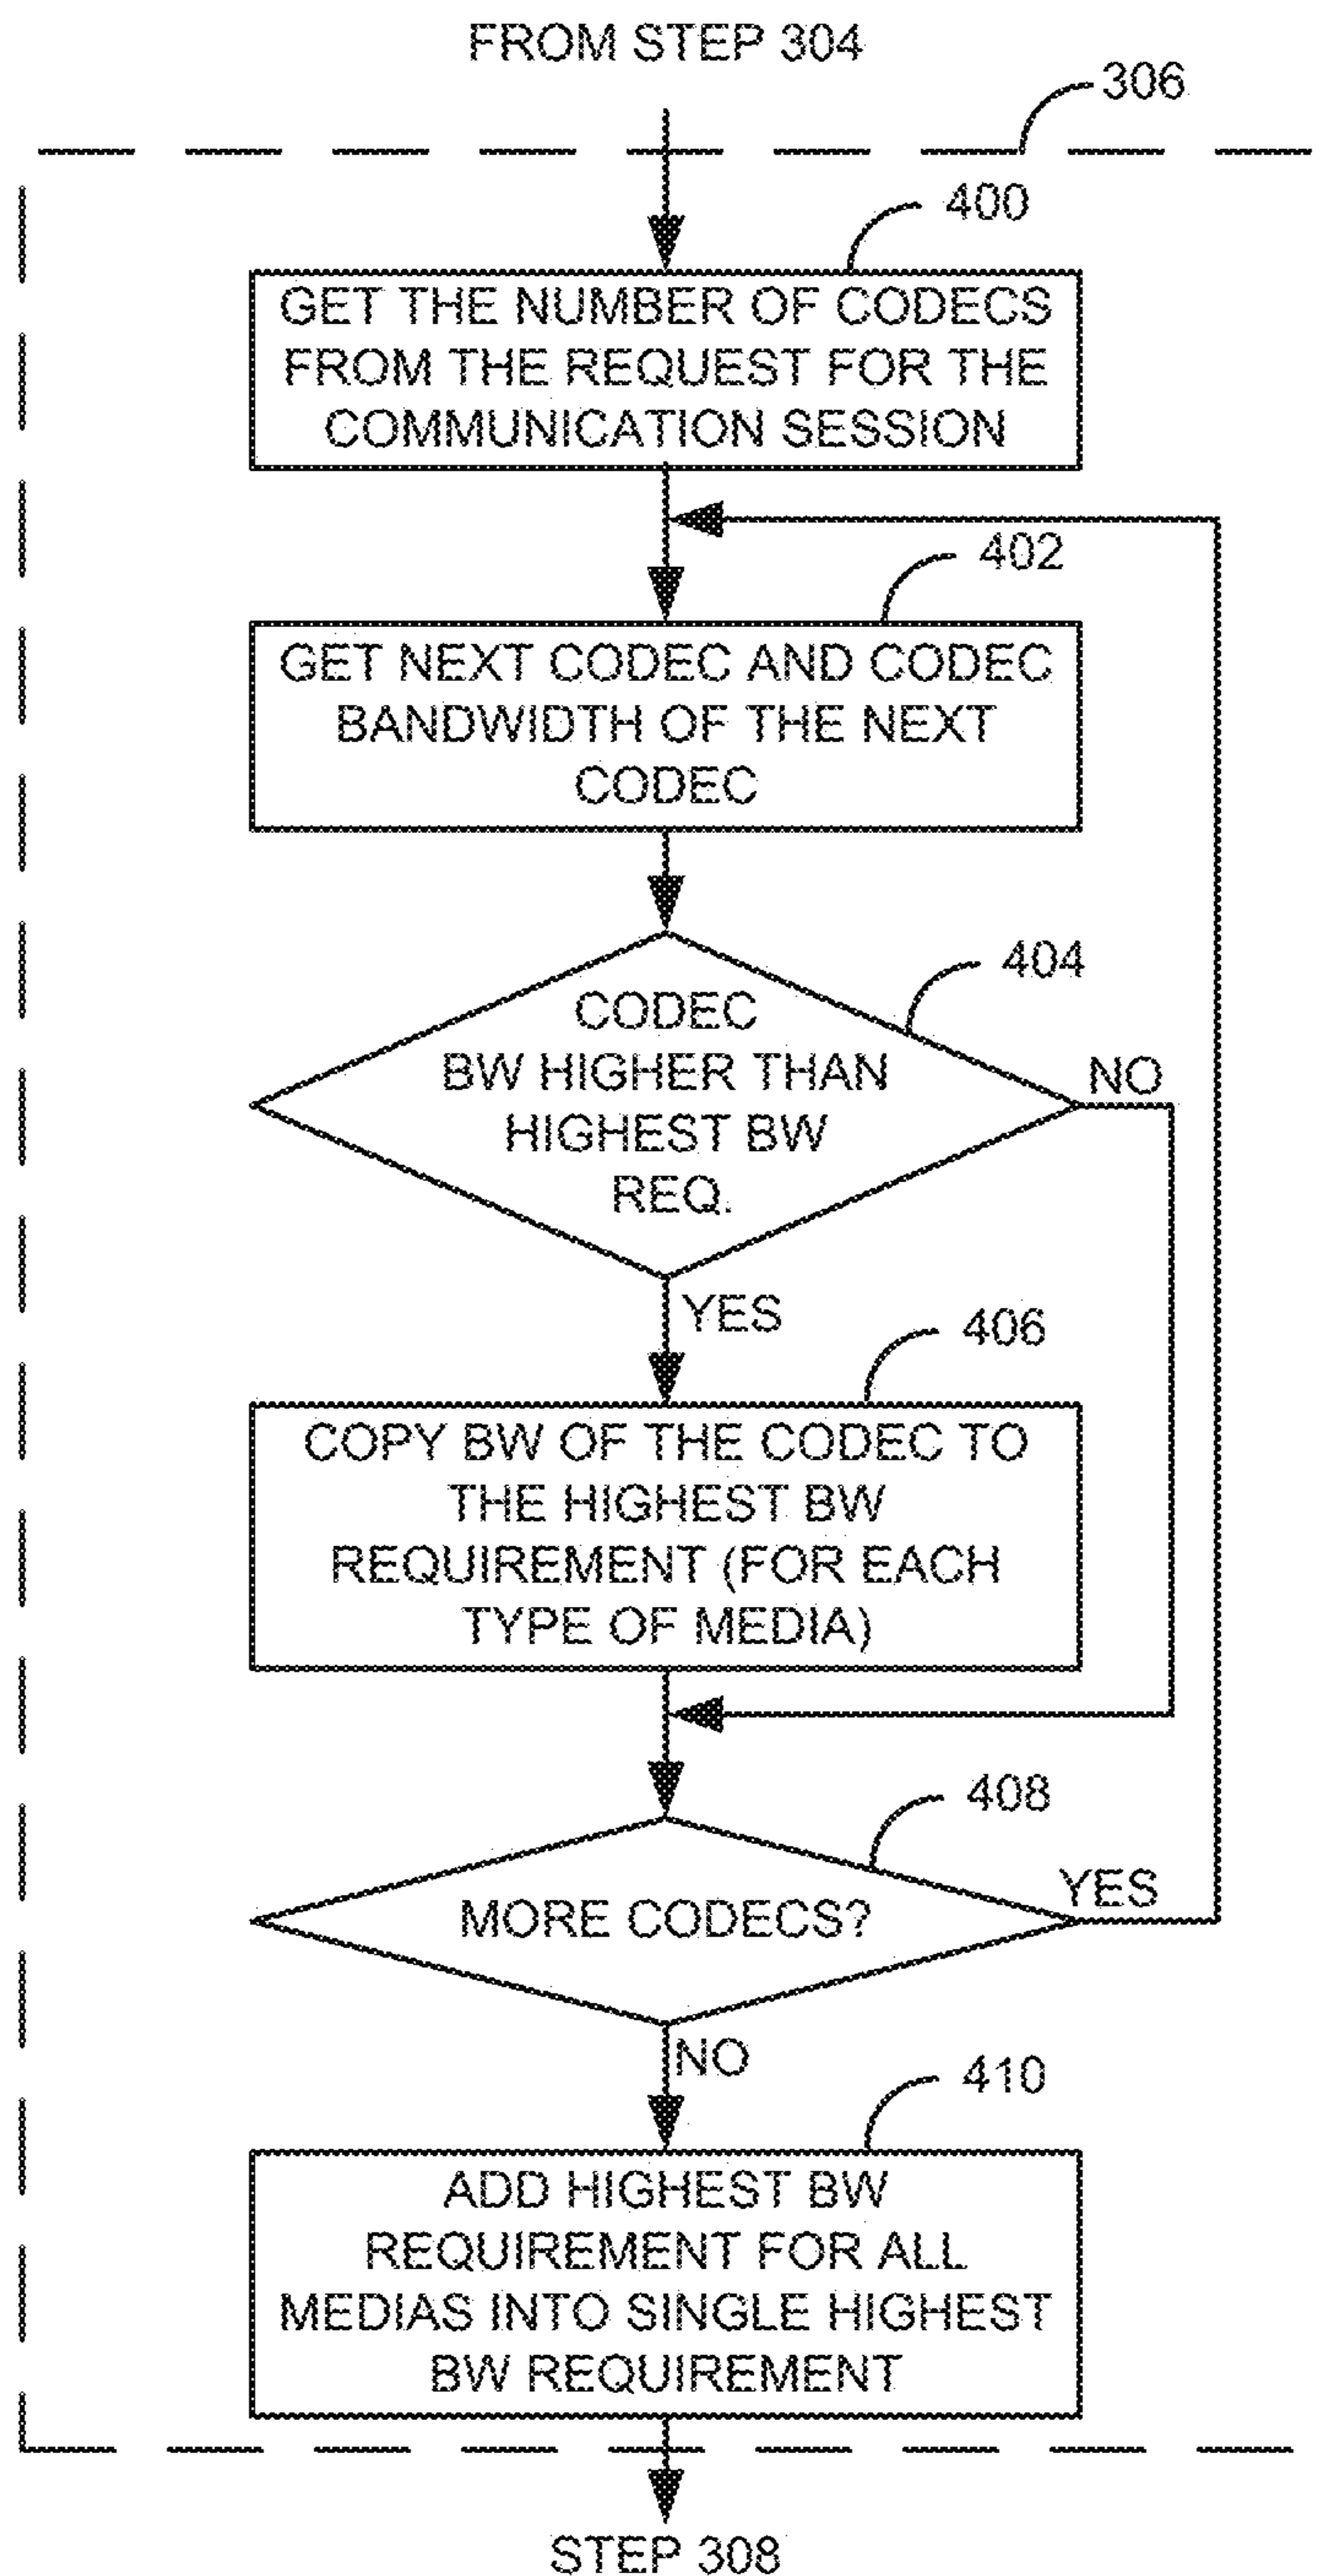 FROM STEP 304
306
400
GET THE NUMBER OF CODECS
FROM THE REQUEST FOR THE
COMMUNICATION SESSION
402
GET NEXT CODEC AND CODEC
BANDWIDTH OF THE NEXT
CODEC
404
CODEC
BW HIGHER THAN
HIGHEST BW
REQ.
NO
YES
406
COPY BW OF THE CODEC TO
THE HIGHEST BW
REQUIREMENT (FOR EACH
TYPE OF MEDIA)
408
MORE CODECS?
YES
NO
410
ADD HIGHEST BW
REQUIREMENT FOR ALL
MEDIAS INTO SINGLE HIGHEST
BW REQUIREMENT
STEP 308